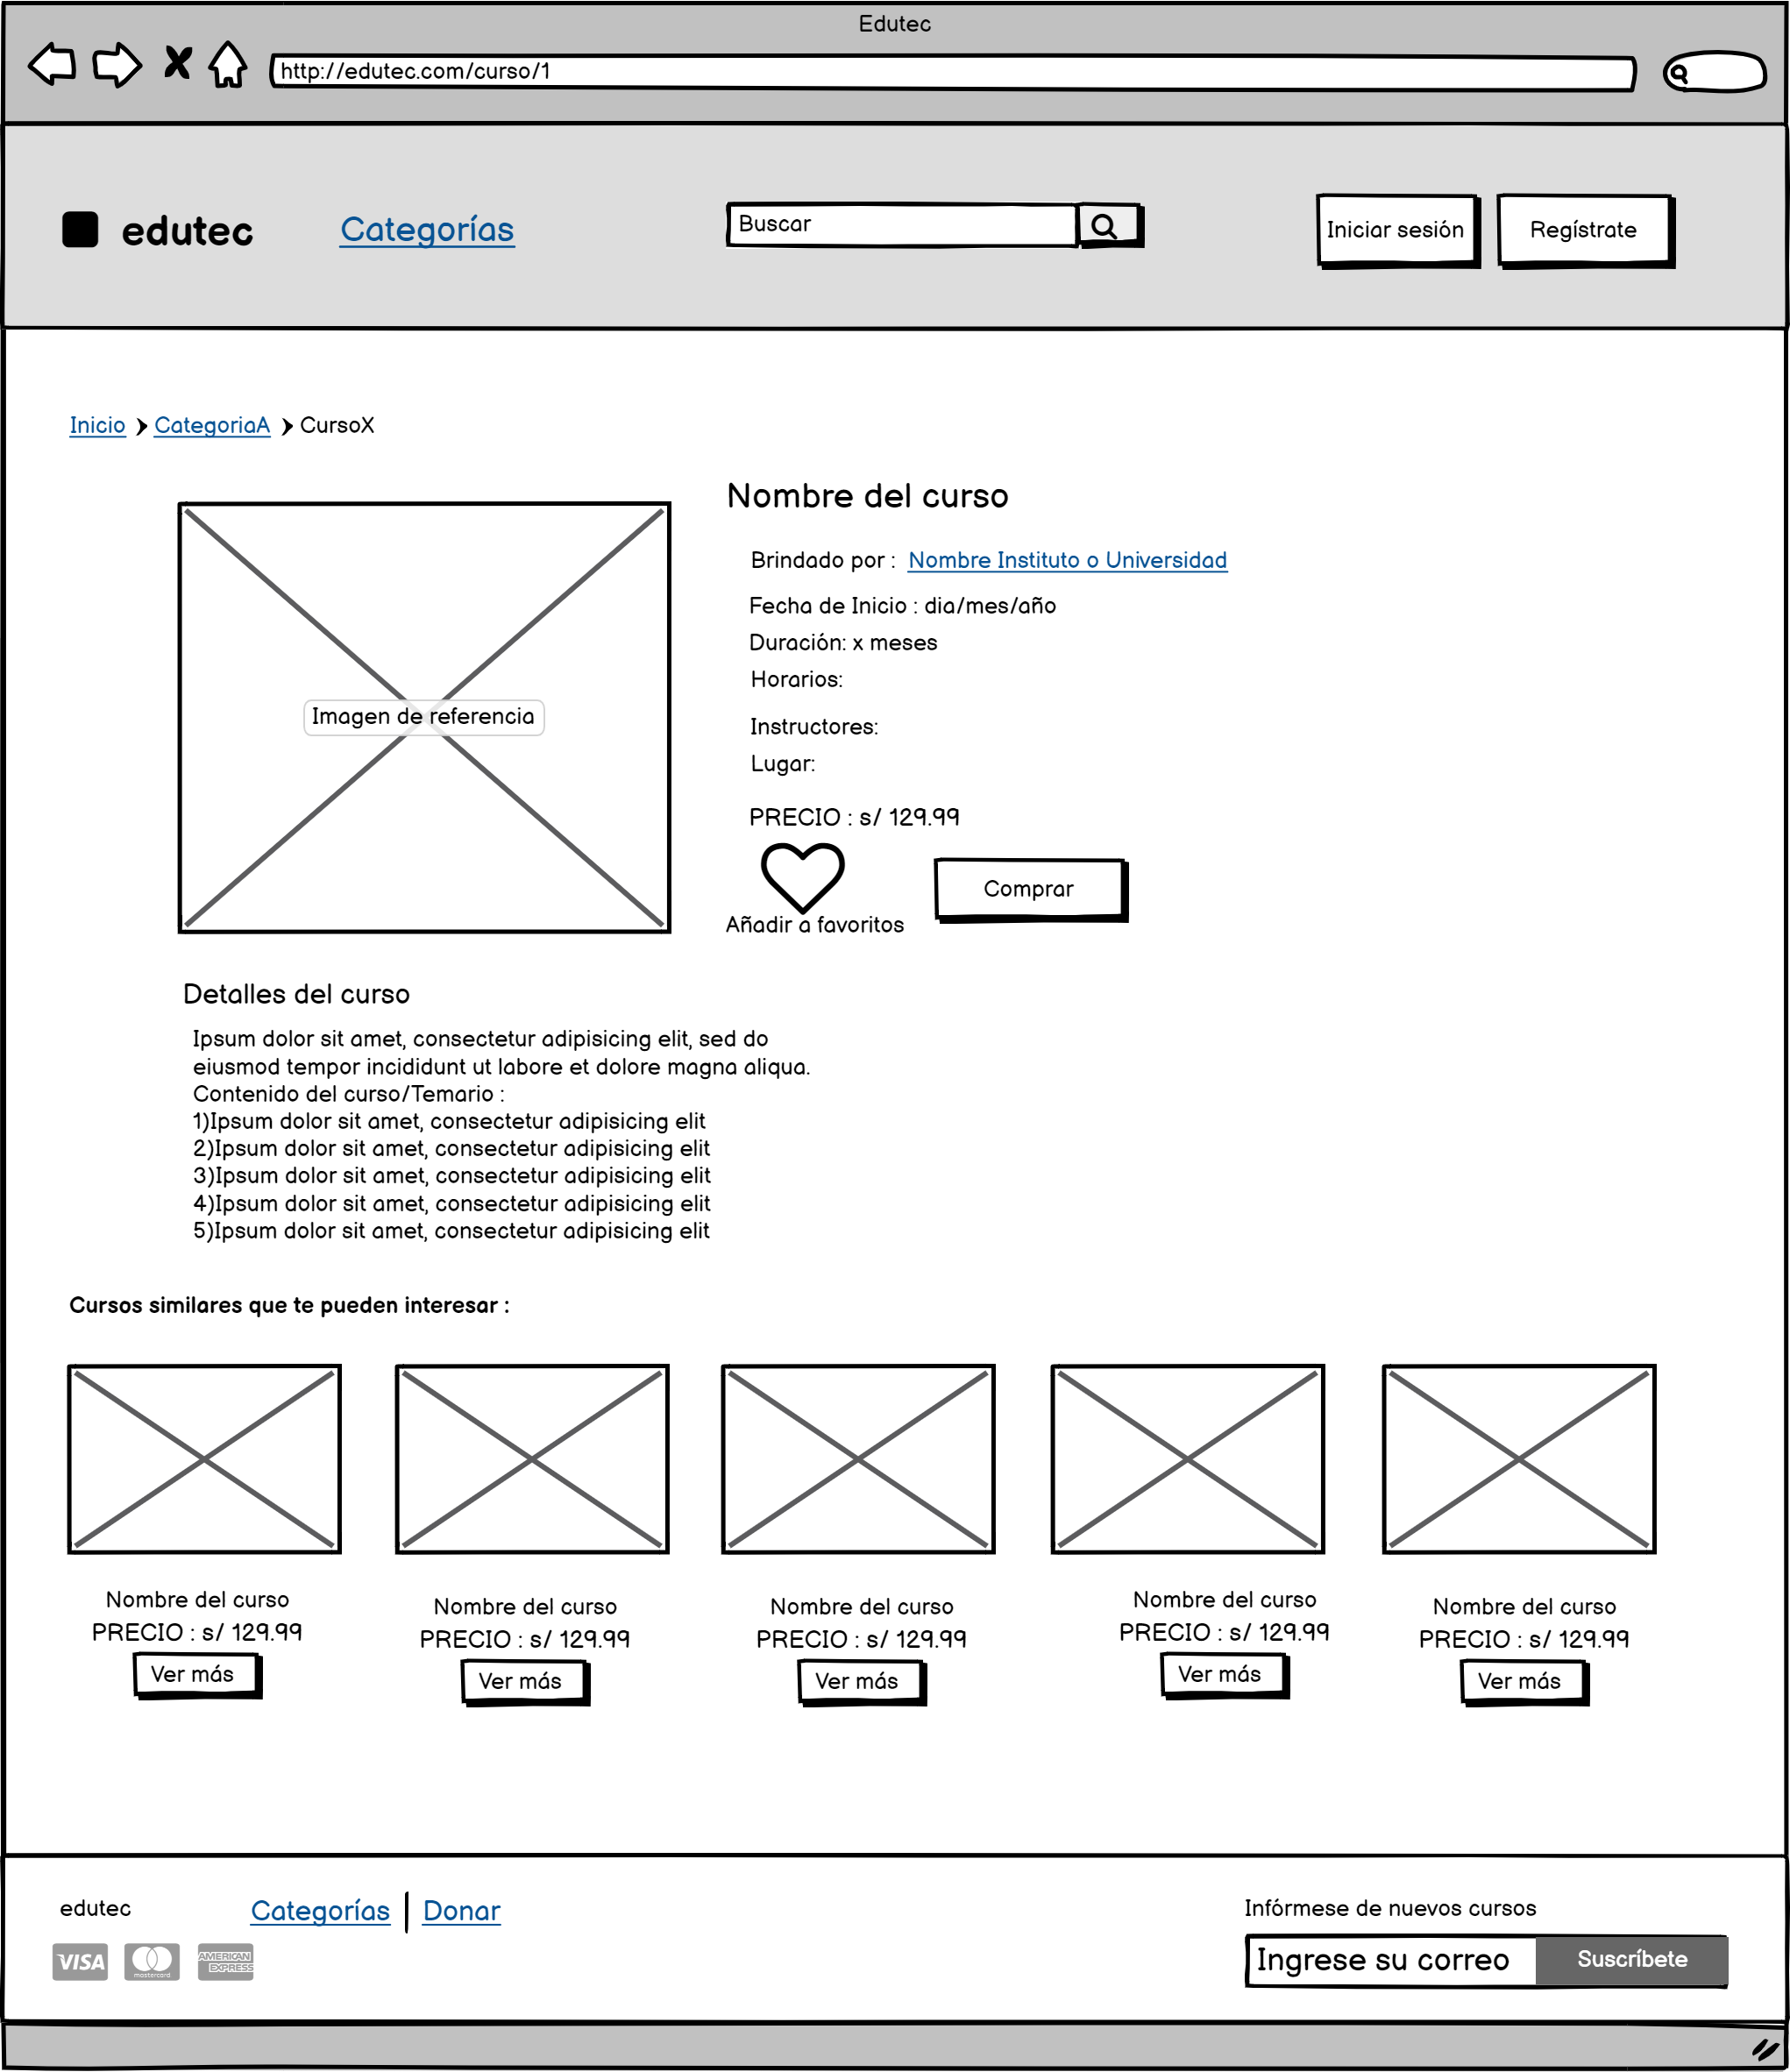 Edutec
http://edutec.com/curso/1
edutec
Categorías
Buscar
Iniciar sesión
Regístrate
Inicio
CategoriaA
CursoX
Imagen de referencia
Nombre del curso
Brindado por : Nombre Instituto o Universidad
Fecha de Inicio : dia/mes/año
Duración: x meses
Horarios:
Instructores:
Lugar:
PRECIO : s/ 129.99
Añadir a favoritos
Comprar
Detalles del curso
Ipsum dolor sit amet, consectetur adipisicing elit, sed do
eiusmod tempor incididunt ut labore et dolore magna aliqua.
Contenido del curso/Temario :
1)Ipsum dolor sit amet, consectetur adipisicing elit
2)Ipsum dolor sit amet, consectetur adipisicing elit
3)Ipsum dolor sit amet, consectetur adipisicing elit
4)Ipsum dolor sit amet, consectetur adipisicing elit
5)Ipsum dolor sit amet, consectetur adipisicing elit
Cursos similares que te pueden interesar :
Nombre del curso
PRECIO : s/ 129.99
Ver más
Nombre del curso
PRECIO : s/ 129.99
Ver más
Nombre del curso
PRECIO : s/ 129.99
Ver más
Nombre del curso
PRECIO : s/ 129.99
Ver más
Nombre del curso
PRECIO : s/ 129.99
Ver más
edutec
Categorías
Donar
VISA
mastercard
AMERICAN
EXPRESS
Infórmese de nuevos cursos
Ingrese su correo
Suscríbete